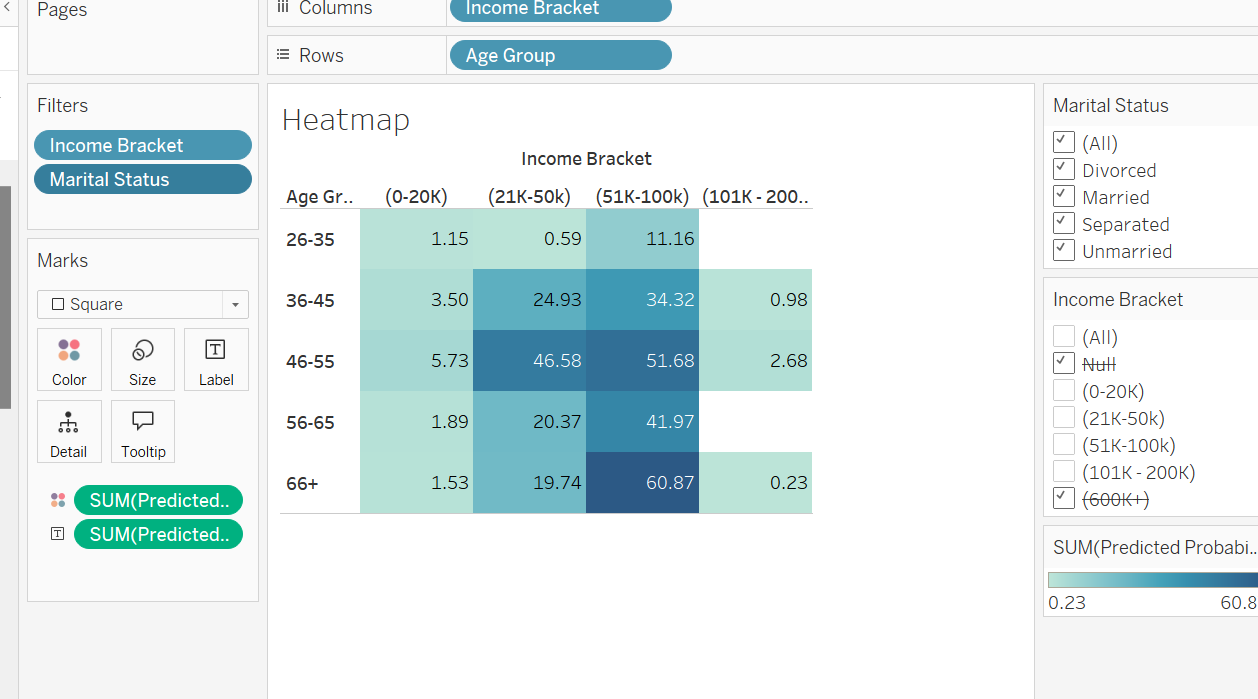 Pages
Columns
Income Bracket
Rows
Age Group
Filters
Income Bracket
Marital Status
Marks
Square
Color
Size
Label
Detail
Tooltip
SUM(Predicted..
SUM(Predicted..
Heatmap
Income Bracket
Age Gr.. (0-20K) (21K-50k) (51K-100k) (101K - 200..
26-35 1.15 0.59 11.16
36-45 3.50 24.93 34.32 0.98
46-55 5.73 46.58 51.68 2.68
56-65 1.89 20.37 41.97
66+ 1.53 19.74 60.87 0.23
Marital Status
(All)
Divorced
Married
Separated
Unmarried
Income Bracket
(All)
Null
(0-20K)
(21K-50k)
(51K-100k)
(101K - 200K)
(600K+)
SUM(Predicted Probabi..
0.23 60.8